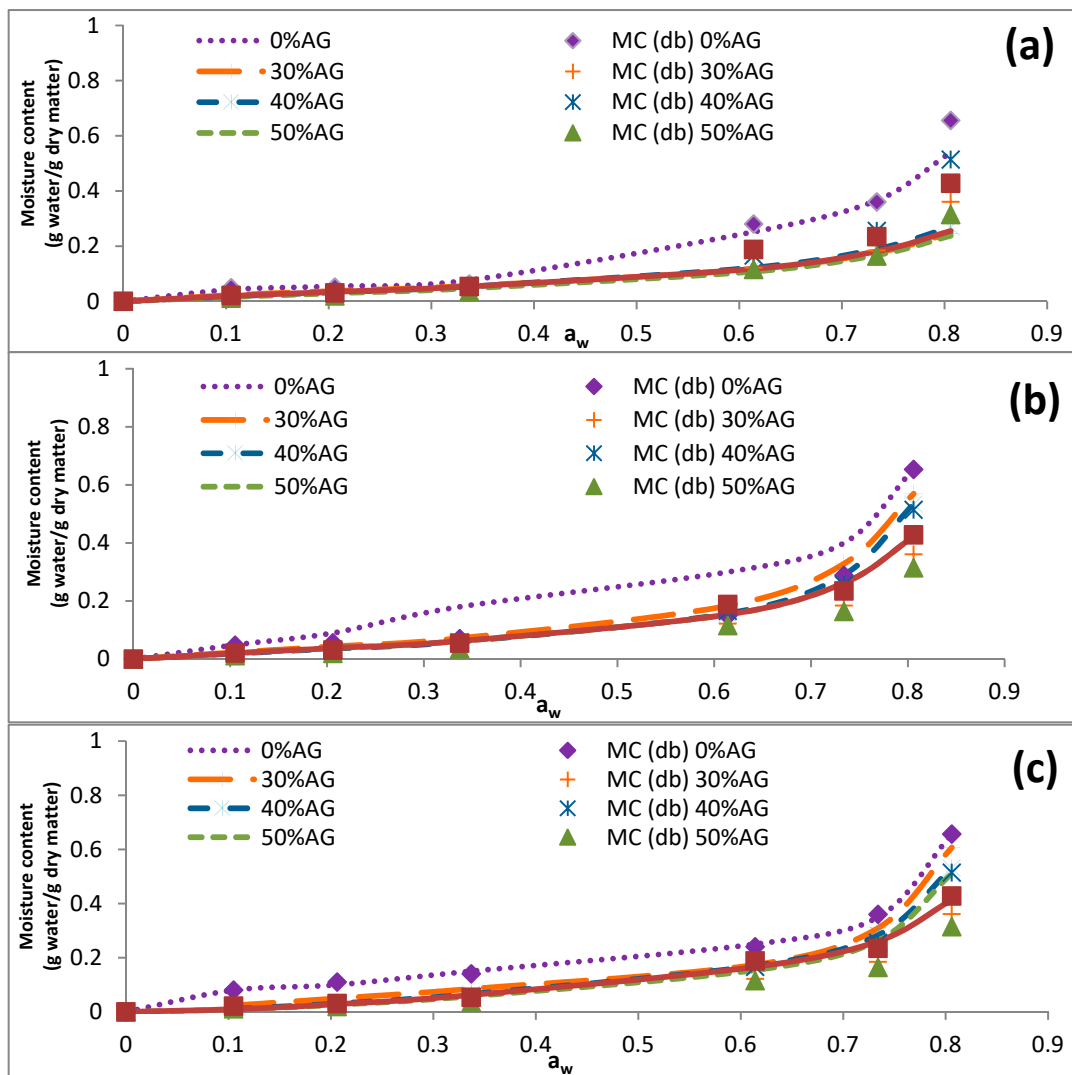 (a)
Moisture content
(g water/g dry matter)
1
0.8
0.6
0.4
0.2
0
0%AG
30%AG
40%AG
50%AG
MC (db) 0%AG
MC (db) 30%AG
MC (db) 40%AG
MC (db) 50%AG
0 0.1 0.2 0.3 0.4 0.5 0.6 0.7 0.8 0.9
aw
(b)
Moisture content
(g water/g dry matter)
1
0.8
0.6
0.4
0.2
0
0%AG
30%AG
40%AG
50%AG
MC (db) 0%AG
MC (db) 30%AG
MC (db) 40%AG
MC (db) 50%AG
0 0.1 0.2 0.3 0.4 0.5 0.6 0.7 0.8 0.9
aw
(c)
Moisture content
(g water/g dry matter)
1
0.8
0.6
0.4
0.2
0
0%AG
30%AG
40%AG
50%AG
MC (db) 0%AG
MC (db) 30%AG
MC (db) 40%AG
MC (db) 50%AG
0 0.1 0.2 0.3 0.4 0.5 0.6 0.7 0.8 0.9
aw